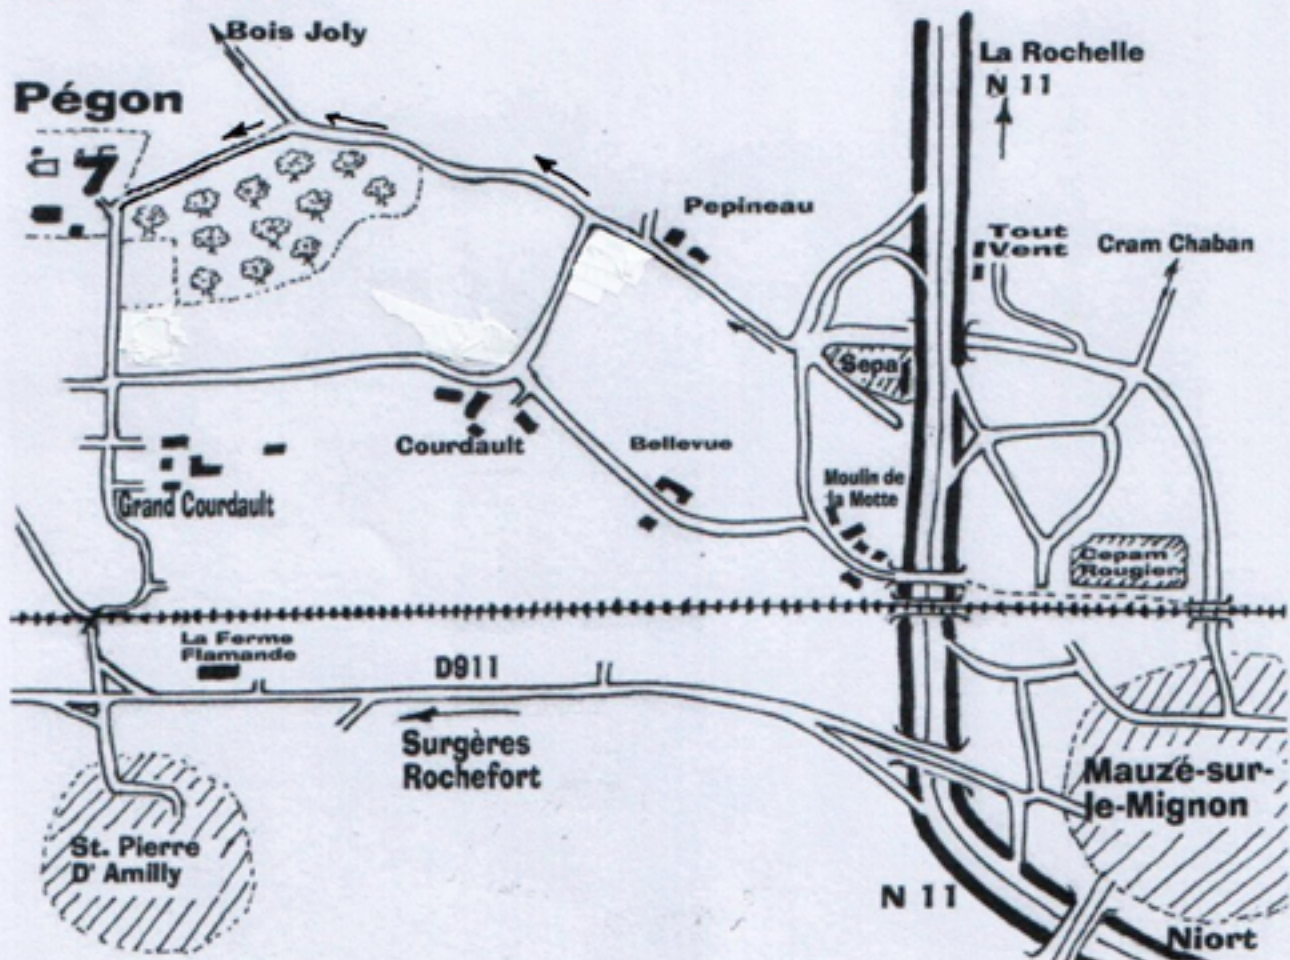 Bois Joly
La Rochelle
N 11
Pégon
Pepineau
Tout
Vent
Cram Chaban
Sepa
Courdault
Bellevue
Moulin de
la Motte
Grand Courdault
Cepam
Rougien
La Ferme
Flamande
D911
Surgères
Rochefort
Mauzé-sur-
le-Mignon
St. Pierre
D' Amilly
N 11
Niort